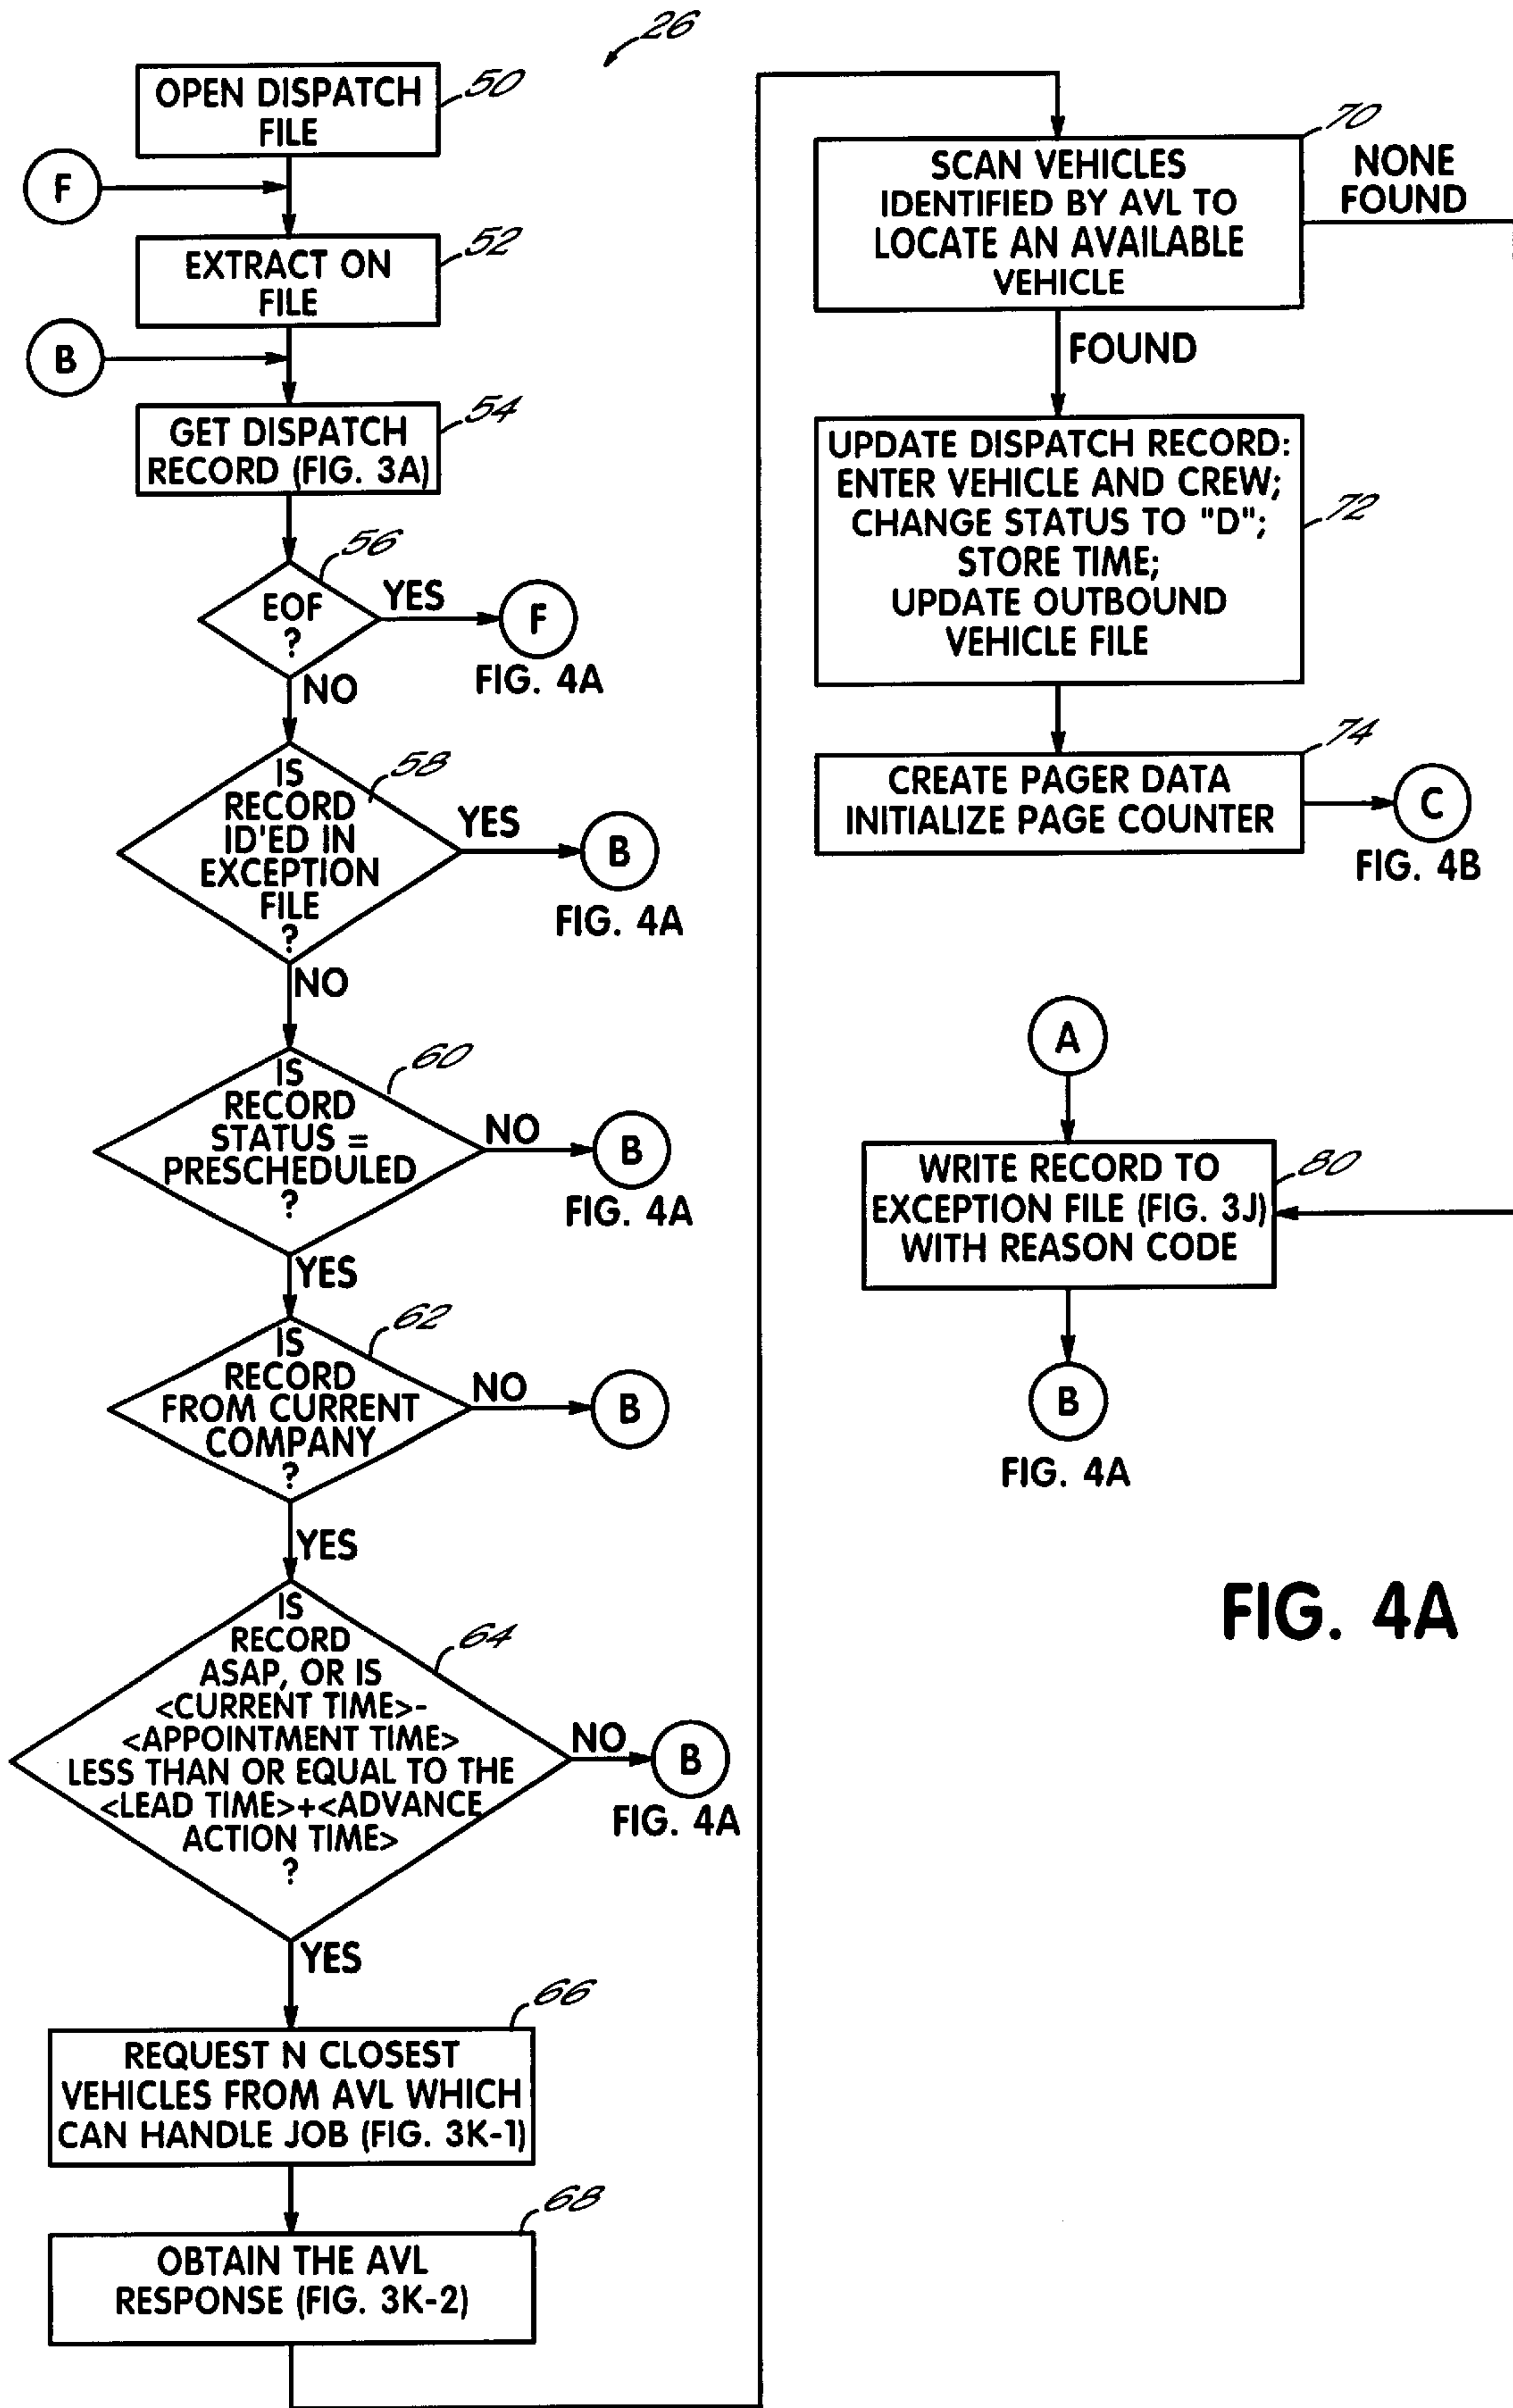 26
OPEN DISPATCH
FILE
50
F
EXTRACT ON
FILE
52
B
GET DISPATCH
RECORD (FIG. 3A)
54
56
EOF
?
YES
F
FIG. 4A
NO
58
IS
RECORD
ID'ED IN
EXCEPTION
FILE
?
YES
B
FIG. 4A
NO
60
IS
RECORD
STATUS =
PRESCHEDULED
?
NO
B
FIG. 4A
YES
62
IS
RECORD
FROM CURRENT
COMPANY
?
NO
B
YES
64
IS
RECORD
ASAP, OR IS
<CURRENT TIME>-
<APPOINTMENT TIME>
LESS THAN OR EQUAL TO THE
<LEAD TIME>+<ADVANCE
ACTION TIME>
?
NO
B
FIG. 4A
YES
66
REQUEST N CLOSEST
VEHICLES FROM AVL WHICH
CAN HANDLE JOB (FIG. 3K-1)
68
OBTAIN THE AVL
RESPONSE (FIG. 3K-2)
70
SCAN VEHICLES
IDENTIFIED BY AVL TO
LOCATE AN AVAILABLE
VEHICLE
NONE
FOUND
FOUND
UPDATE DISPATCH RECORD:
ENTER VEHICLE AND CREW;
CHANGE STATUS TO "D";
STORE TIME;
UPDATE OUTBOUND
VEHICLE FILE
72
74
CREATE PAGER DATA
INITIALIZE PAGE COUNTER
C
FIG. 4B
A
WRITE RECORD TO
EXCEPTION FILE (FIG. 3J)
WITH REASON CODE
80
B
FIG. 4A
FIG. 4A